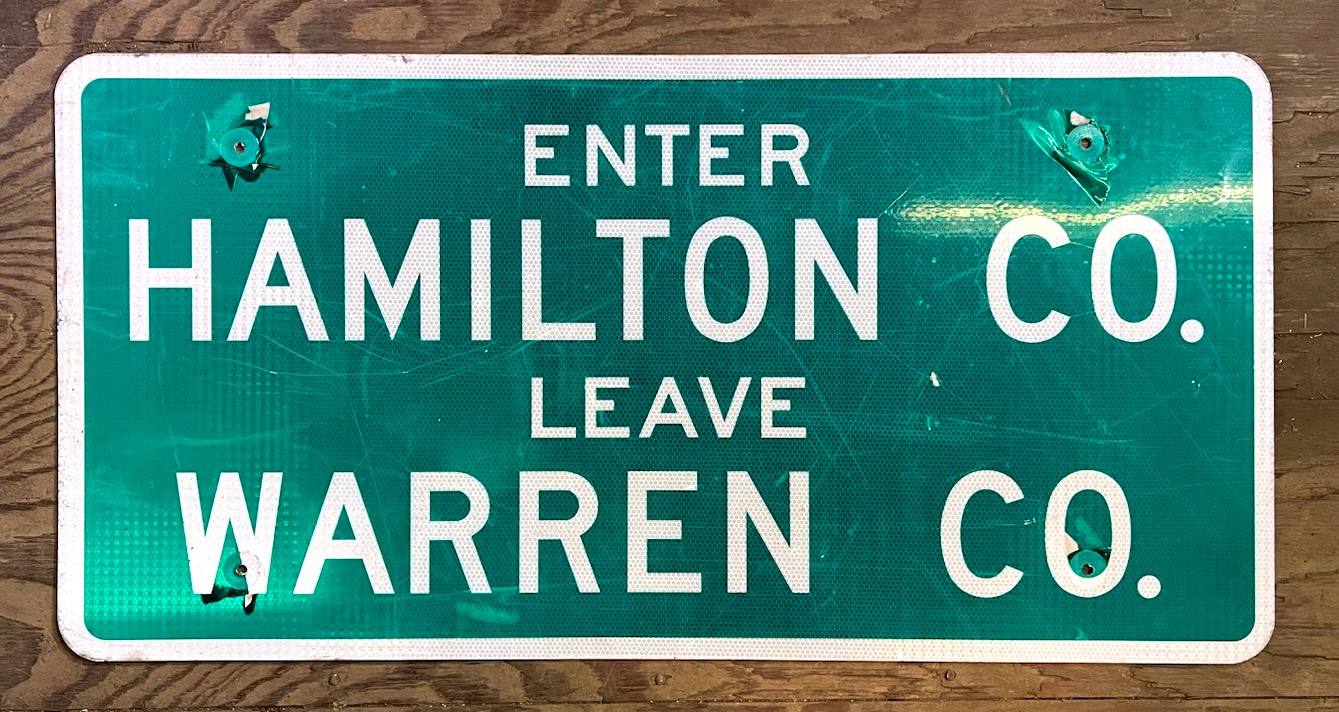 ENTER
HAMILTON CO.
LEAVE
WARREN CO.